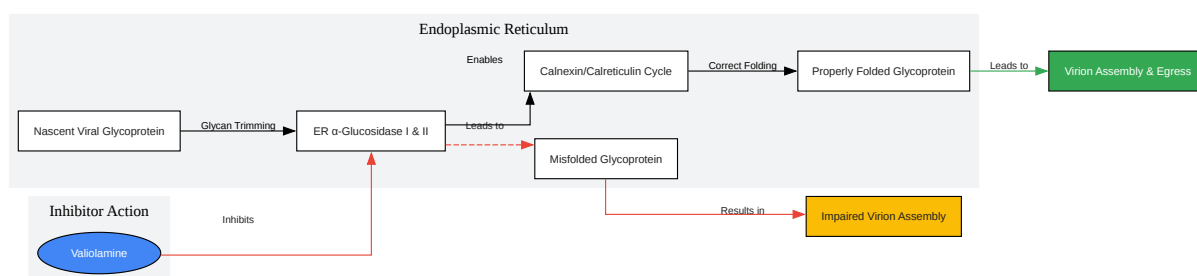 Endoplasmic Reticulum
Enables
Calnexin/Calreticulin Cycle
Correct Folding
Properly Folded Glycoprotein
Leads to
Virion Assembly & Egress
Nascent Viral Glycoprotein
Glycan Trimming
ER α-Glucosidase I & II
Leads to
Misfolded Glycoprotein
Inhibitor Action
Inhibits
Results in
Impaired Virion Assembly
Valiolamine